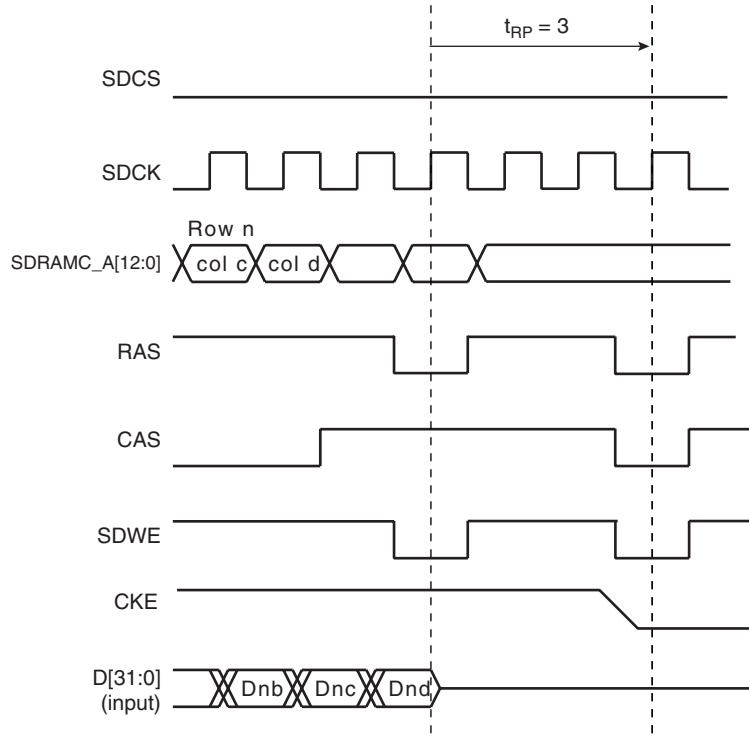 t_RP = 3
SDCS
SDCK
Row n
SDRAMC_A[12:0]
col c
col d
RAS
CAS
SDWE
CKE
D[31:0]
(input)
Dnb
Dnc
Dnd